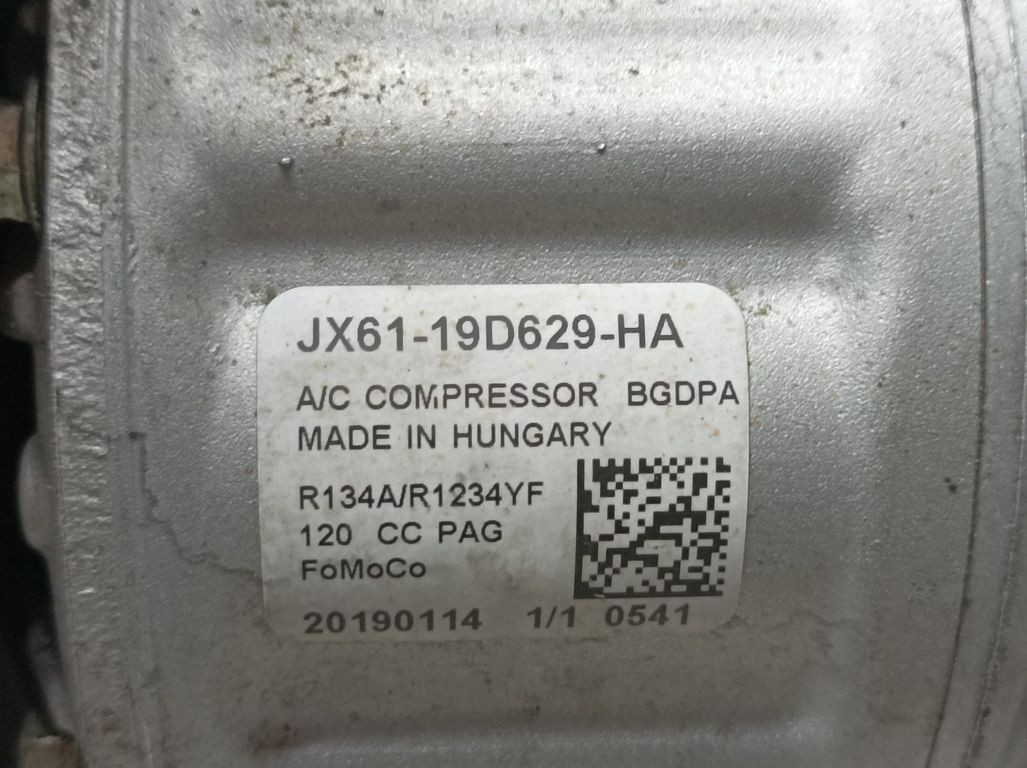 JX61-19D629-HA
A/C COMPRESSOR BGDPA
MADE IN HUNGARY
R134A/R1234YF
120 CC PAG
FoMoCo
20190114 1/1 0541